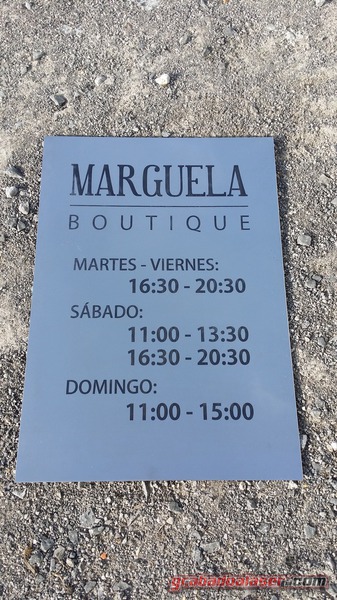 MARGUELA
BOUTIQUE
MARTES - VIERNES:
16:30 - 20:30
SÁBADO:
11:00 - 13:30
16:30 - 20:30
DOMINGO:
11:00 - 15:00
grabadoalaser.com